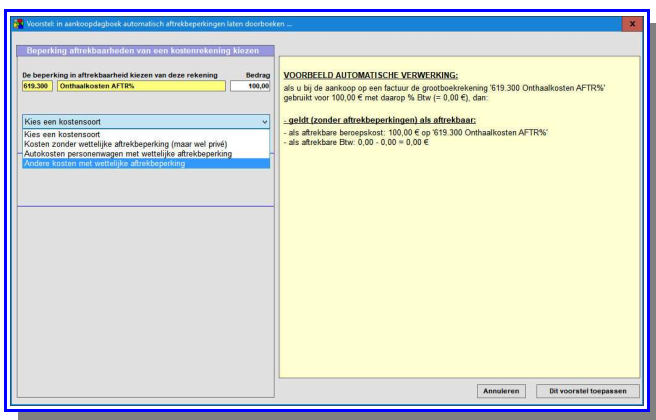 Voorstel: in aankoopdagboek automatisch aftrekbeperkingen laten doorboeken ...
x
Beperking aftrekbaarheden van een kostenrekening kiezen
De beperking in aftrekbaarheid kiezen van deze rekening Bedrag
619.300 Onthaalkosten AFTR% 100,00
Kies een kostensoort
Kies een kostensoort
Kosten zonder wettelijke aftrekbeperking (maar wel privé)
Autokosten personenwagen met wettelijke aftrekbeperking
Andere kosten met wettelijke aftrekbeperking
VOORBEELD AUTOMATISCHE VERWERKING:
als u bij de aankoop op een factuur de grootboekrekening '619.300 Onthaalkosten AFTR%'
gebruikt voor 100,00 € met daarop % Btw (= 0,00 €), dan:
- geldt (zonder aftrekbeperkingen) als aftrekbaar:
- als aftrekbare beroepskost: 100,00 € op '619.300 Onthaalkosten AFTR%'
- als aftrekbare Btw: 0,00 - 0,00 = 0,00 €
Annuleren Dit voorstel toepassen